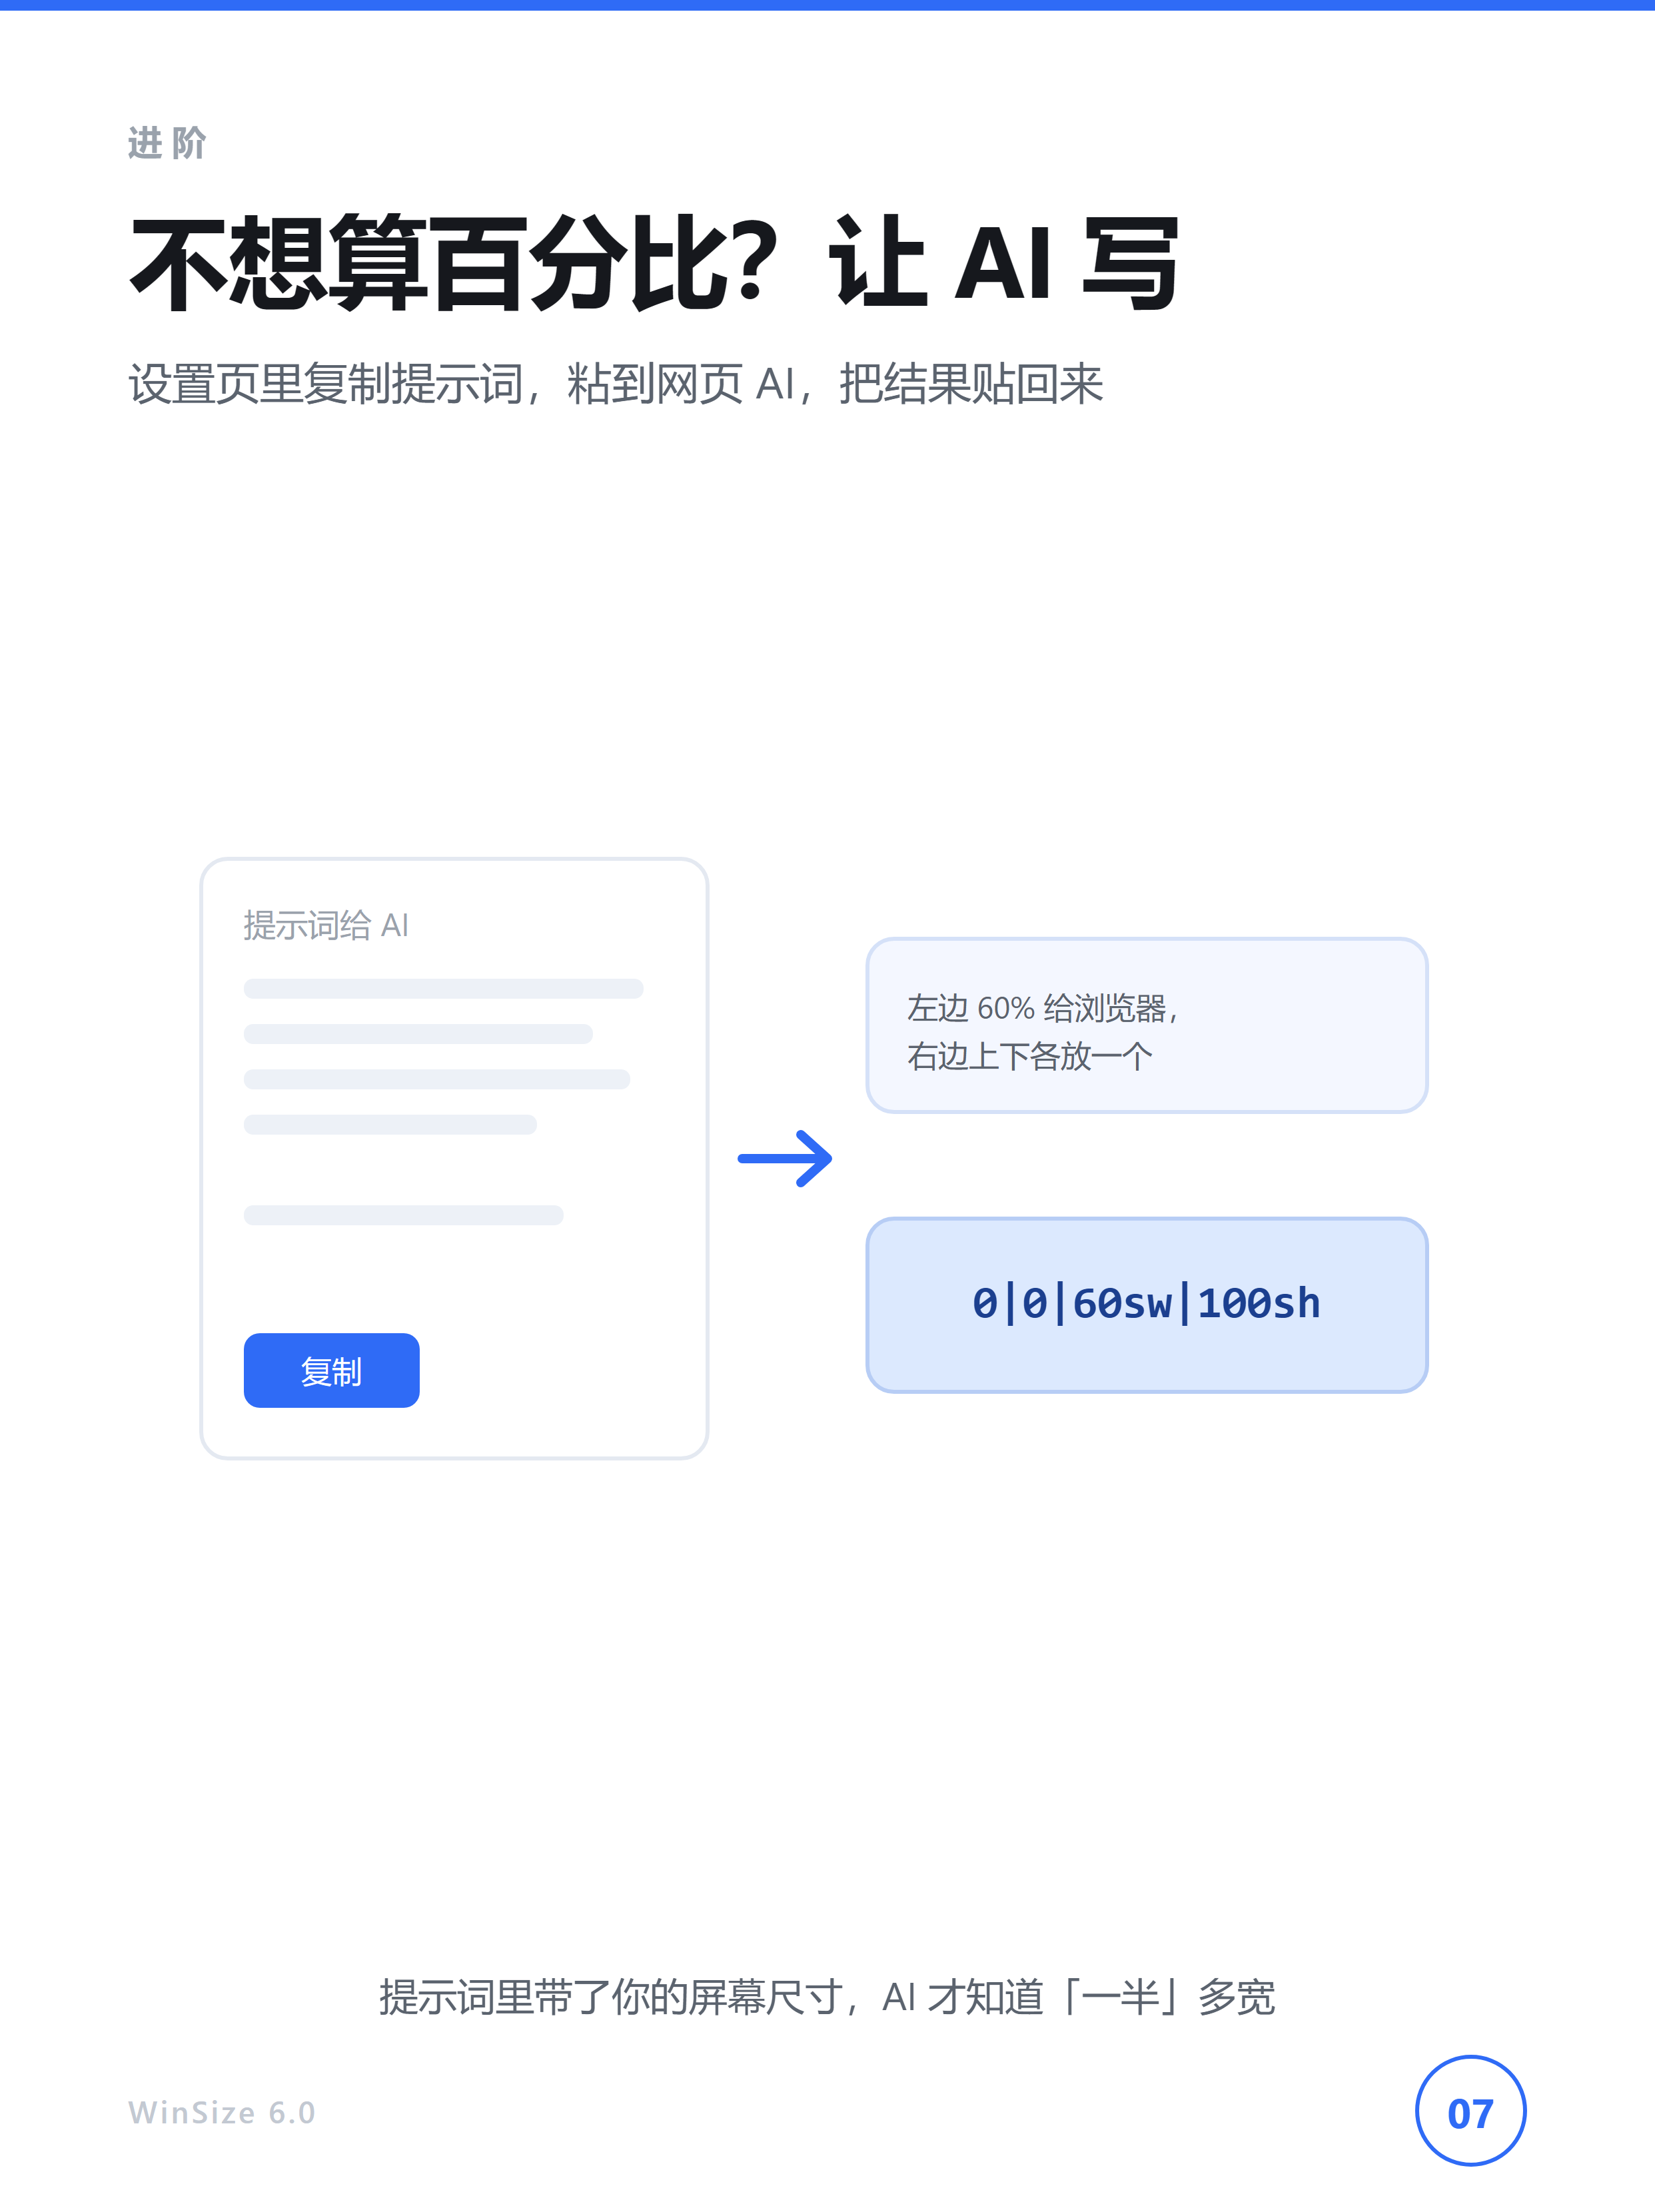 进阶
不想算百分比？让 AI 写
设置页里复制提示词，粘到网页 AI，把结果贴回来
提示词给 AI
复制
左边 60% 给浏览器，
右边上下各放一个
0|0|60sw|100sh
提示词里带了你的屏幕尺寸，AI 才知道「一半」多宽
WinSize 6.0
07